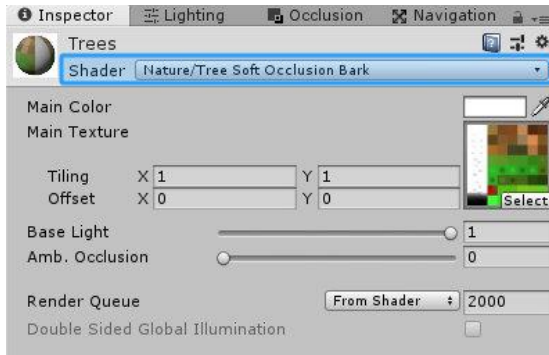 Inspector Lighting Occlusion Navigation
Trees
Shader Nature/Tree Soft Occlusion Bark
Main Color
Main Texture
Tiling X 1 Y 1
Offset X 0 Y 0
Select
Base Light 1
Amb. Occlusion 0
Render Queue From Shader 2000
Double Sided Global Illumination